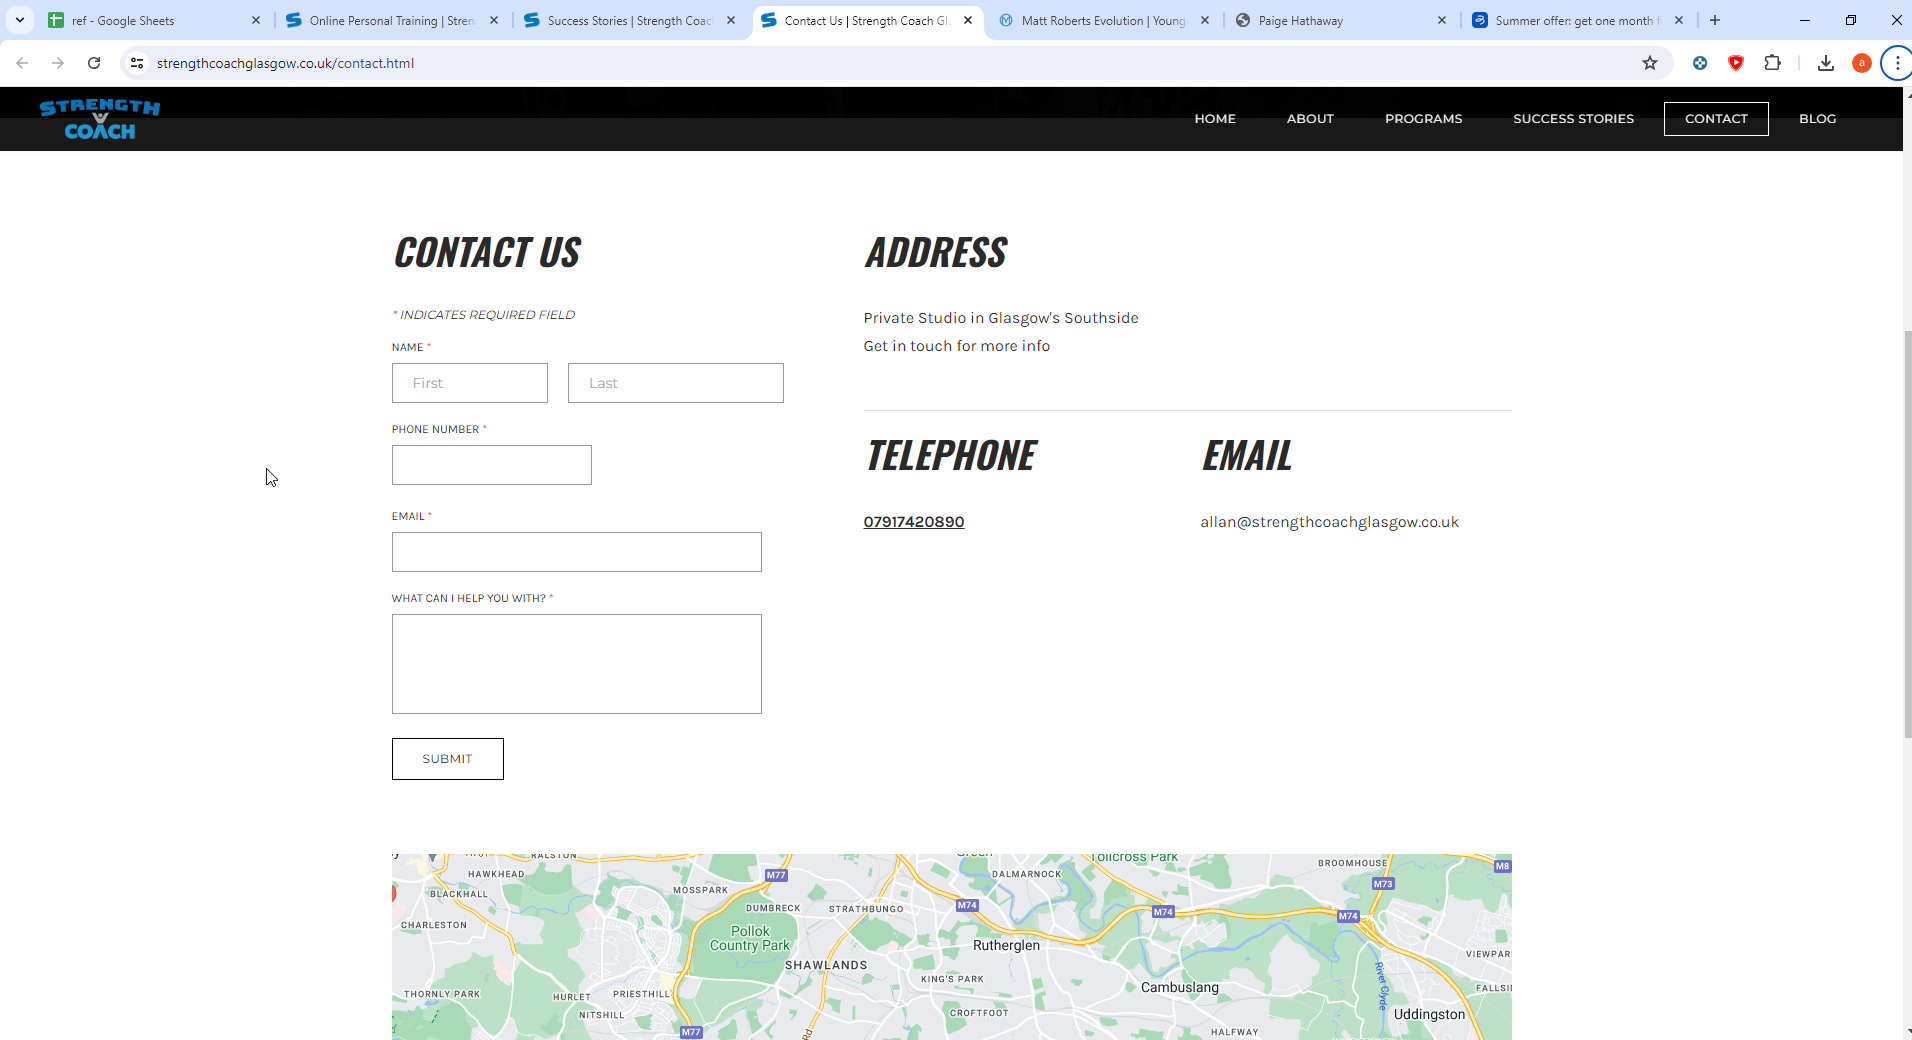 ref - Google Sheets
Online Personal Training | Stren
Success Stories | Strength Coac
Contact Us | Strength Coach Gl
Matt Roberts Evolution | Young
Paige Hathaway
Summer offer: get one month f
strengthcoachglasgow.co.uk/contact.html
a
STRENGTH
COACH
HOME
ABOUT
PROGRAMS
SUCCESS STORIES
CONTACT
BLOG
CONTACT US
* INDICATES REQUIRED FIELD
NAME *
First
Last
PHONE NUMBER *
EMAIL *
WHAT CAN I HELP YOU WITH? *
SUBMIT
ADDRESS
Private Studio in Glasgow's Southside
Get in touch for more info
TELEPHONE
07917420890
EMAIL
allan@strengthcoachglasgow.co.uk
RALSTON
Green
Tollcross Park
BROOMHOUSE
M8
HAWKHEAD
M77
DALMARNOCK
M73
MOSSPARK
BLACKHALL
DUMBRECK
STRATHBUNGO
M74
M74
M74
CHARLESTON
Pollok
Country Park
Rutherglen
VIEWPAR
SHAWLANDS
KING'S PARK
River Clyde
Cambuslang
FALLSI
THORNLY PARK
HURLET
PRIESTHILL
NITSHILL
CROFTFOOT
Uddingston
M77
Rd
HALFWAY